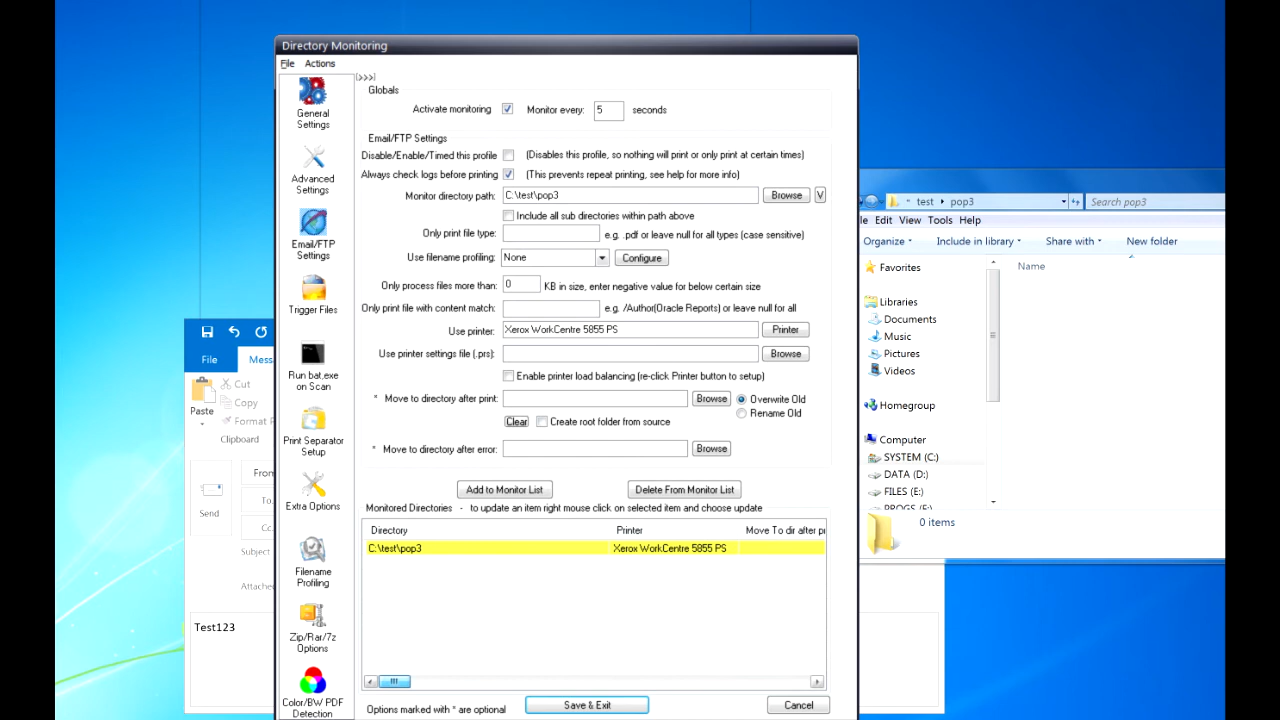 Directory Monitoring
File Actions
[>>>]
General Settings
Advanced Settings
Email/FTP Settings
Trigger Files
Run bat,exe on Scan
Print Separator Setup
Extra Options
Filename Profiling
Zip/Rar/7z Options
Color/BW PDF Detection
Globals
Activate monitoring Monitor every: 5 seconds
Email/FTP Settings
Disable/Enable/Timed this profile (Disables this profile, so nothing will print or only print at certain times)
Always check logs before printing (This prevents repeat printing, see help for more info)
Monitor directory path: C:\test\pop3 Browse V
Include all sub directories within path above
Only print file type: e.g. .pdf or leave null for all types (case sensitive)
Use filename profiling: None Configure
Only process files more than: 0 KB in size, enter negative value for below certain size
Only print file with content match: e.g. /Author(Oracle Reports) or leave null for all
Use printer: Xerox WorkCentre 5855 PS Printer
Use printer settings file (.prs): Browse
Enable printer load balancing (re-click Printer button to setup)
* Move to directory after print: Browse Overwrite Old
Rename Old
Clear Create root folder from source
* Move to directory after error: Browse
Add to Monitor List Delete From Monitor List
Monitored Directories - to update an item right mouse click on selected item and choose update
Directory Printer Move To dir after pr
C:\test\pop3 Xerox WorkCentre 5855 PS
Options marked with * are optional Save & Exit Cancel
File Mess
Paste
Cut
Copy
Format P
Clipboard
From
To..
Cc..
Send
Subject
Attache
Test123
test pop3 Search pop3
le Edit View Tools Help
Organize Include in library Share with New folder
Favorites
Name
Libraries
Documents
Music
Pictures
Videos
Homegroup
Computer
SYSTEM (C:)
DATA (D:)
FILES (E:)
PROGS (F:)
0 items